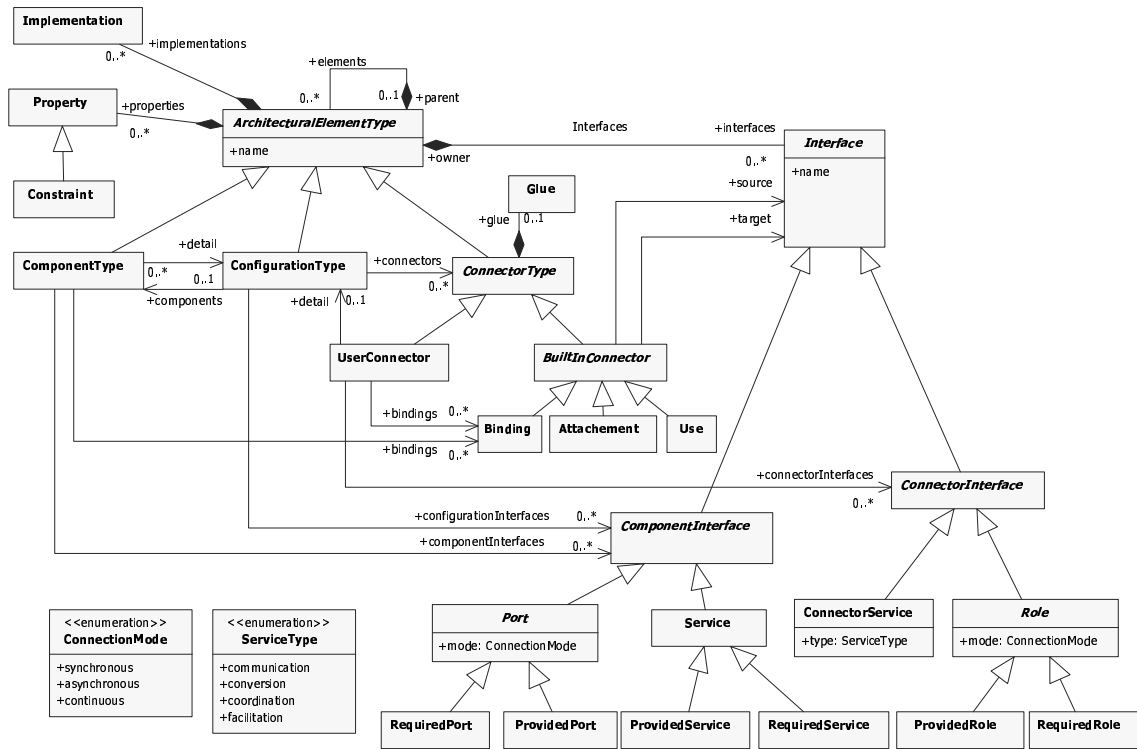 Implementation
+implementations
0,.*
+elements
0,.*
0,.1
+parent
Property
+properties
0,.*
ArchitecturalElementType
+name
Interfaces
+interfaces
+owner
0,.*
Interface
+name
Constraint
Glue
+glue
0,.1
+source
+target
ComponentType
+detail
0,.*
0,.1
+components
ConfigurationType
+connectors
0,.*
ConnectorType
+detail
0,.1
UserConnector
BuiltInConnector
+bindings
0,.*
+bindings
0,.*
Binding
Attachement
Use
+connectorInterfaces
0,.*
ConnectorInterface
+configurationInterfaces
0,.*
+componentInterfaces
0,.*
ComponentInterface
<<enumeration>>
ConnectionMode
+synchronous
+asynchronous
+continuous
<<enumeration>>
ServiceType
+communication
+conversion
+coordination
+facilitation
Port
+mode: ConnectionMode
Service
ConnectorService
+type: ServiceType
Role
+mode: ConnectionMode
RequiredPort
ProvidedPort
ProvidedService
RequiredService
ProvidedRole
RequiredRole